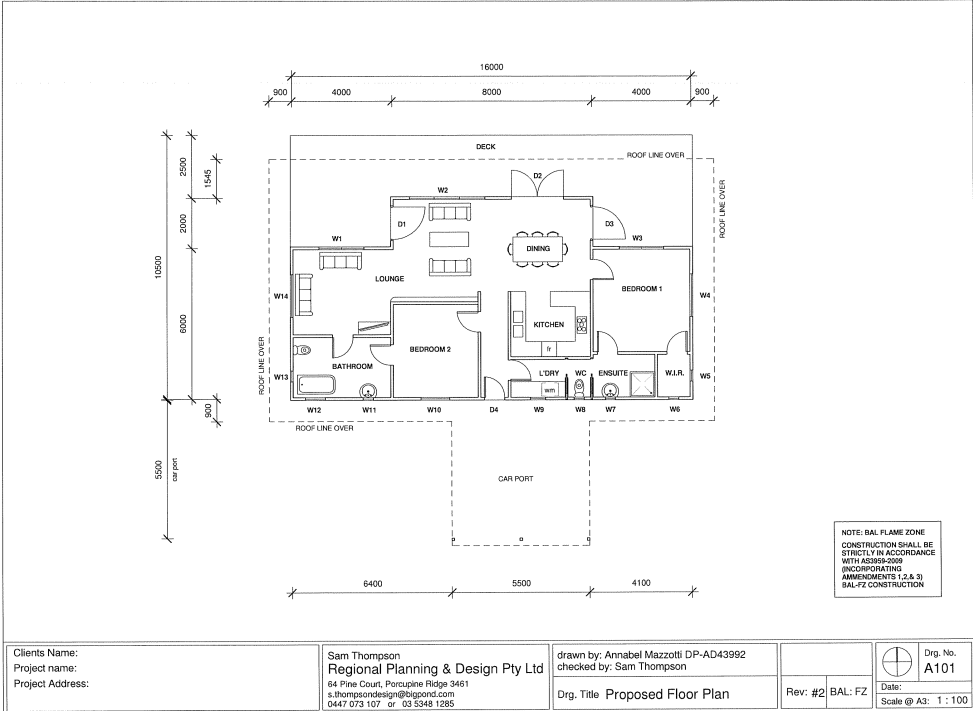 16000
900
4000
8000
4000
900
DECK
ROOF LINE OVER
2500
1545
D2
W2
ROOF LINE OVER
2000
D1
D3
W1
W3
DINING
10500
LOUNGE
BEDROOM 1
W14
W4
6000
KITCHEN
BEDROOM 2
fr
ROOF LINE OVER
BATHROOM
L'DRY
WC
ENSUITE
W.I.R.
W13
W5
wm
W12
W11
W10
D4
W9
W8
W7
W6
900
ROOF LINE OVER
5500
car port
CAR PORT
NOTE: BAL FLAME ZONE
CONSTRUCTION SHALL BE
STRICTLY IN ACCORDANCE
WITH AS3959-2009
(INCORPORATING
AMMENDMENTS 1,2,& 3)
BAL-FZ CONSTRUCTION
6400
5500
4100
Clients Name:
Project name:
Project Address:
Sam Thompson
Regional Planning & Design Pty Ltd
64 Pine Court, Porcupine Ridge 3461
s.thompsondesign@bigpond.com
0447 073 107 or 03 5348 1285
drawn by: Annabel Mazzotti DP-AD43992
checked by: Sam Thompson
Drg. Title Proposed Floor Plan
Rev: #2
BAL: FZ
Drg. No.
A101
Date:
Scale @ A3: 1 : 100